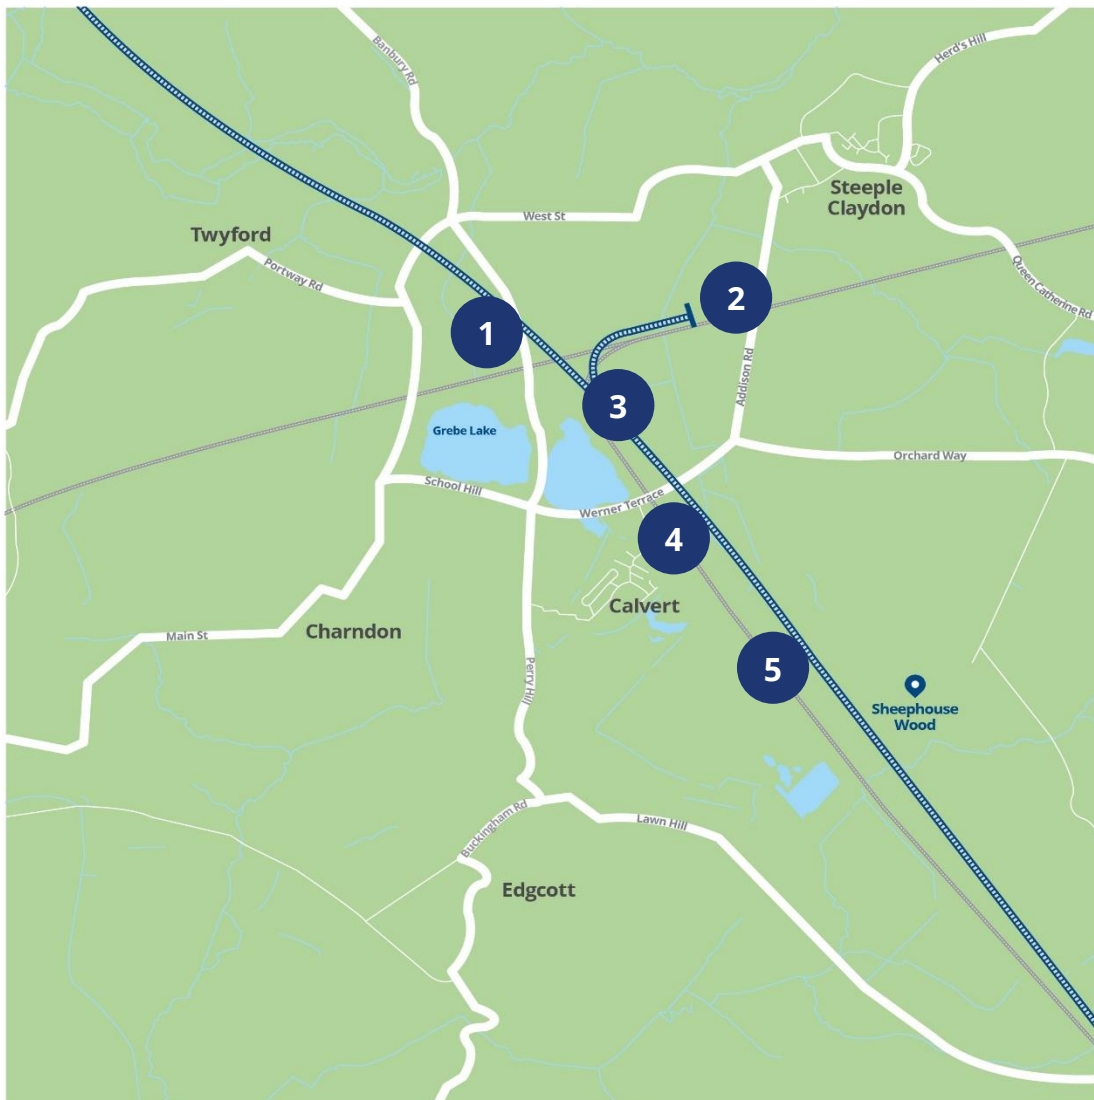 Banbury Rd
Herd's Hill
Steeple
Claydon
West St
Twyford
Portway Rd
Queen Catherine Rd
2
1
Addison Rd
3
Grebe Lake
Orchard Way
School Hill
Werner Terrace
4
Calvert
Main St
Charndon
5
Perry Hill
Sheephouse
Wood
Buckingham Rd
Lawn Hill
Edgcott